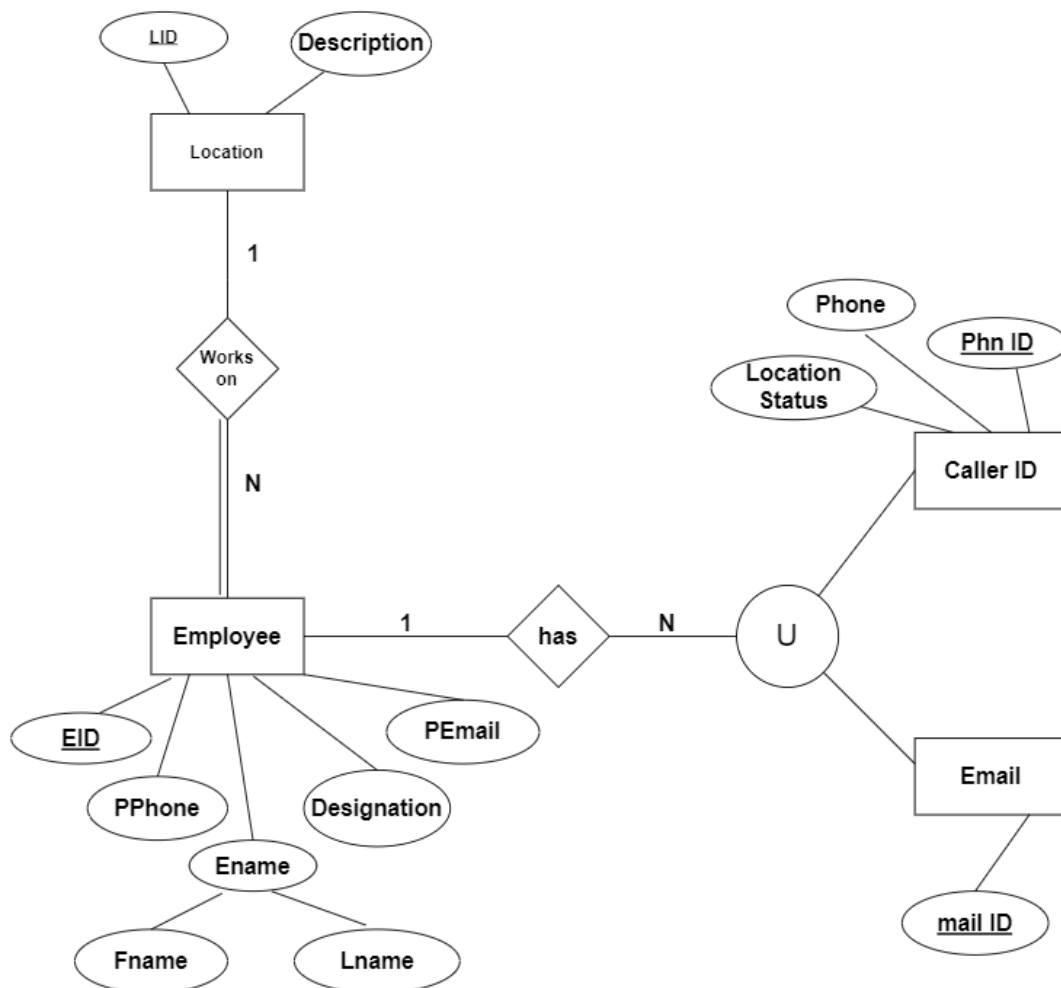 LID
Description
Location
1
Works
on
N
Phone
Phn ID
Location
Status
Caller ID
Employee
1
has
N
U
EID
PEmail
PPhone
Designation
Email
Ename
mail ID
Fname
Lname